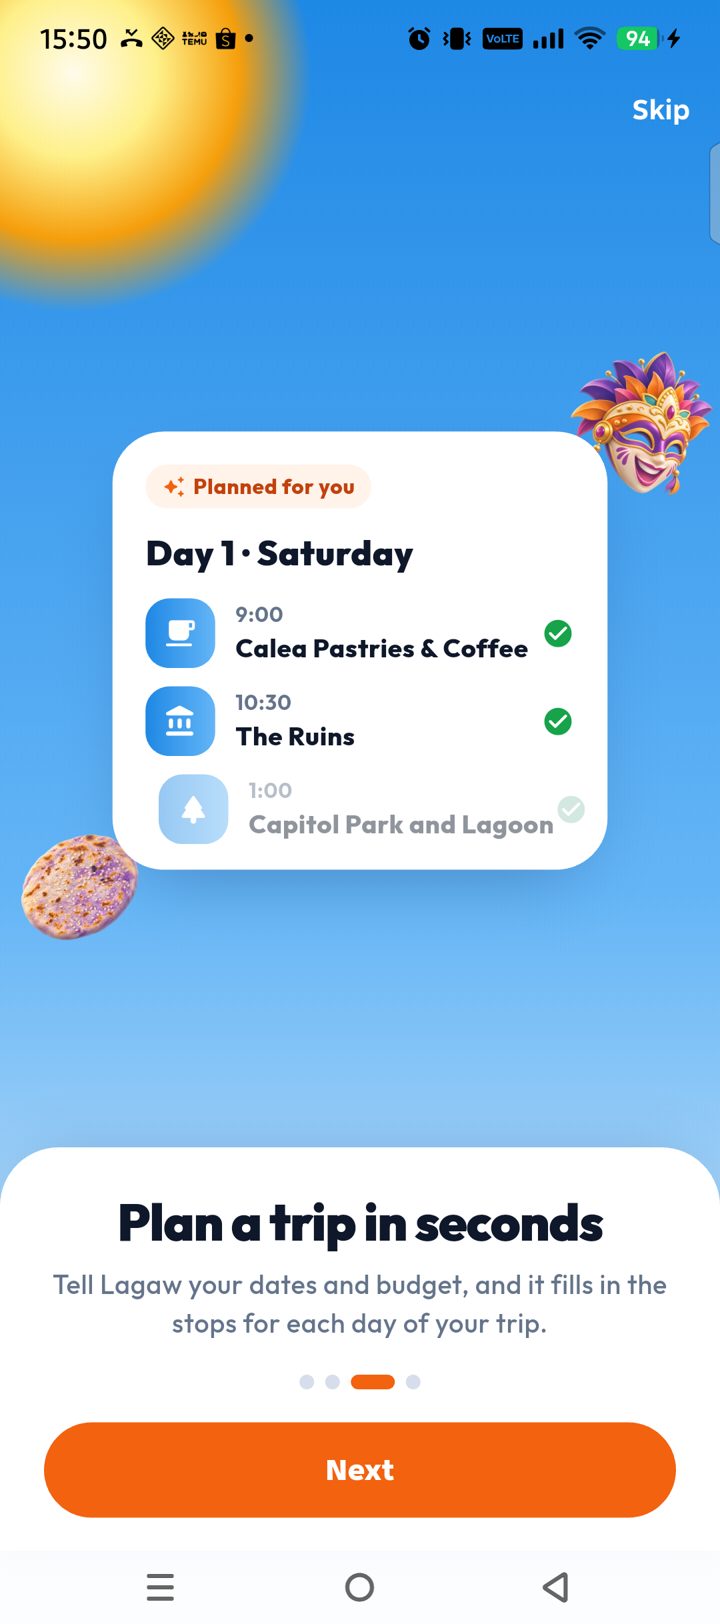 15:50
TEMU
VoLTE
94
Skip
Planned for you
Day 1 · Saturday
9:00
Calea Pastries & Coffee
10:30
The Ruins
1:00
Capitol Park and Lagoon
Plan a trip in seconds
Tell Lagaw your dates and budget, and it fills in the
stops for each day of your trip.
Next